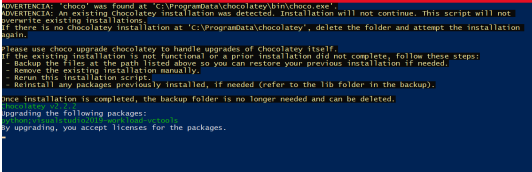 ADVERTENCIA: 'choco' was found at 'C:\ProgramData\chocolatey\bin\choco.exe'.
ADVERTENCIA: An existing Chocolatey installation was detected. Installation will not continue. This script will not
overwrite existing installations.
If there is no Chocolatey installation at 'C:\ProgramData\chocolatey', delete the folder and attempt the installation
again.

Please use choco upgrade chocolatey to handle upgrades of Chocolatey itself.
If the existing installation is not functional or a prior installation did not complete, follow these steps:
- Backup the files at the path listed above so you can restore your previous installation if needed.
- Remove the existing installation manually.
- Rerun this installation script.
- Reinstall any packages previously installed, if needed (refer to the lib folder in the backup).

Once installation is completed, the backup folder is no longer needed and can be deleted.
Chocolatey v2.2.2
Upgrading the following packages:
python;visualstudio2019-workload-vctools
By upgrading, you accept licenses for the packages.